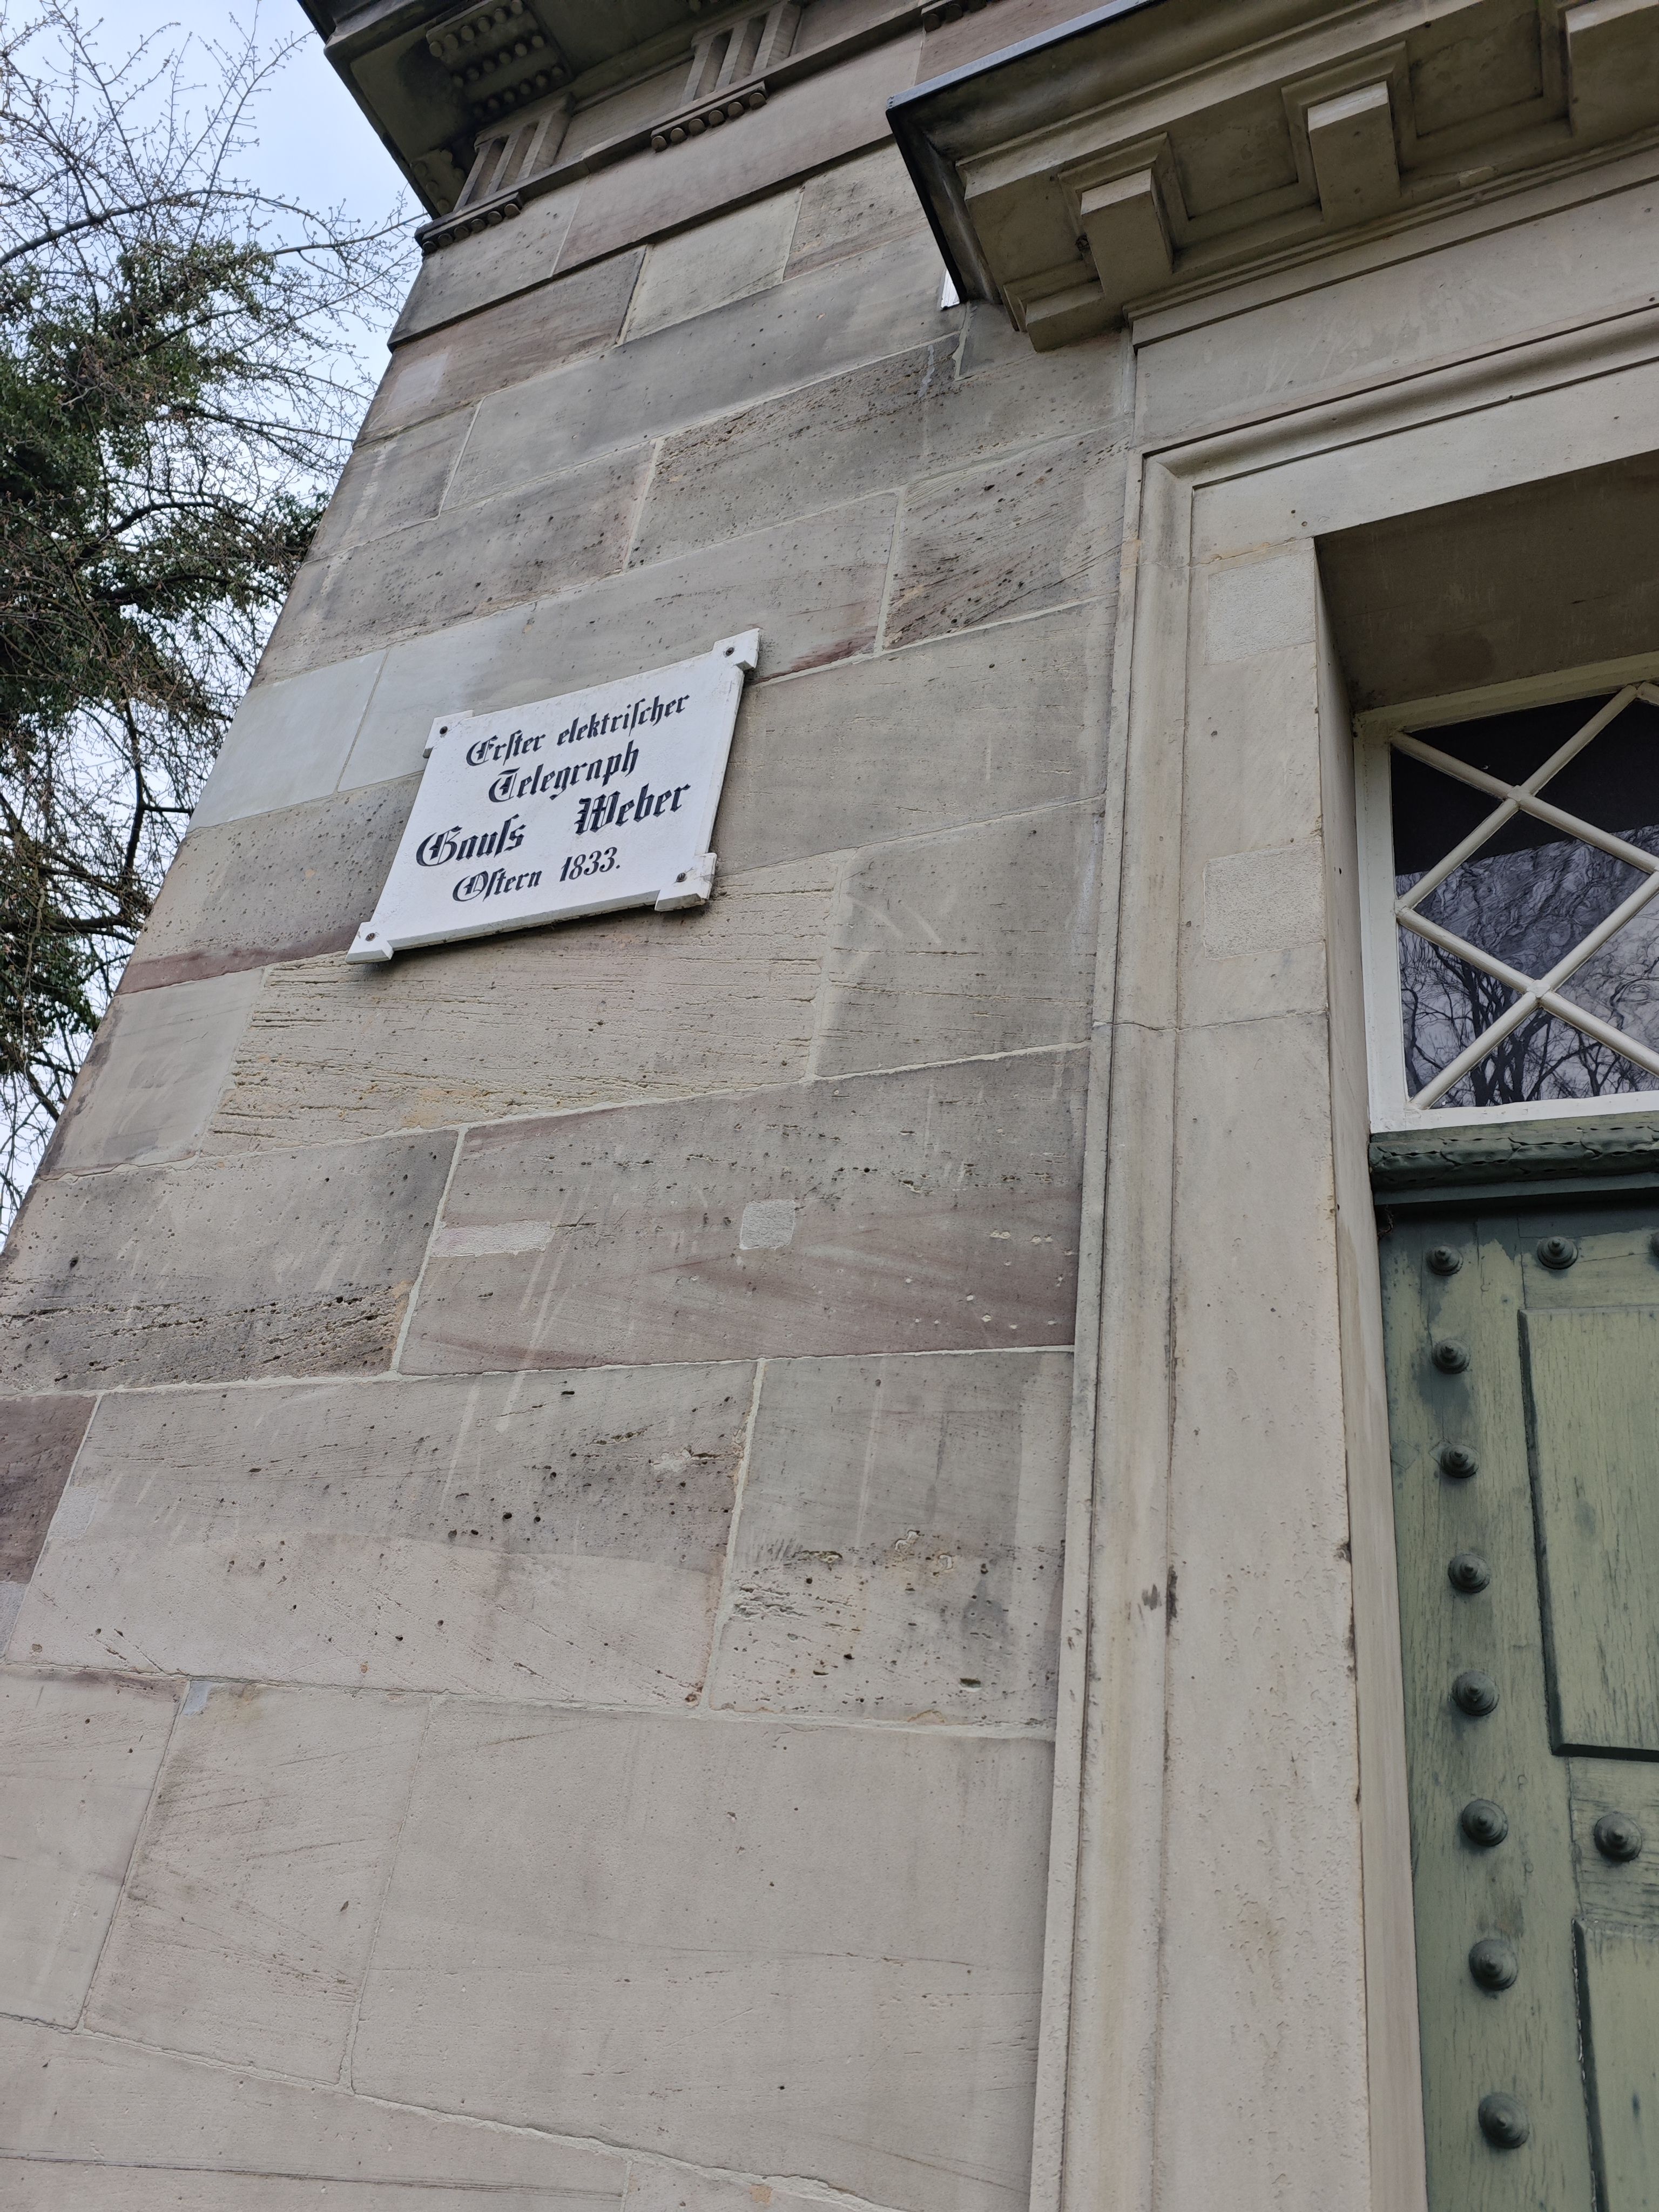 Erſter elektriſcher
Telegraph
Gauſs Weber
Oſtern 1833.